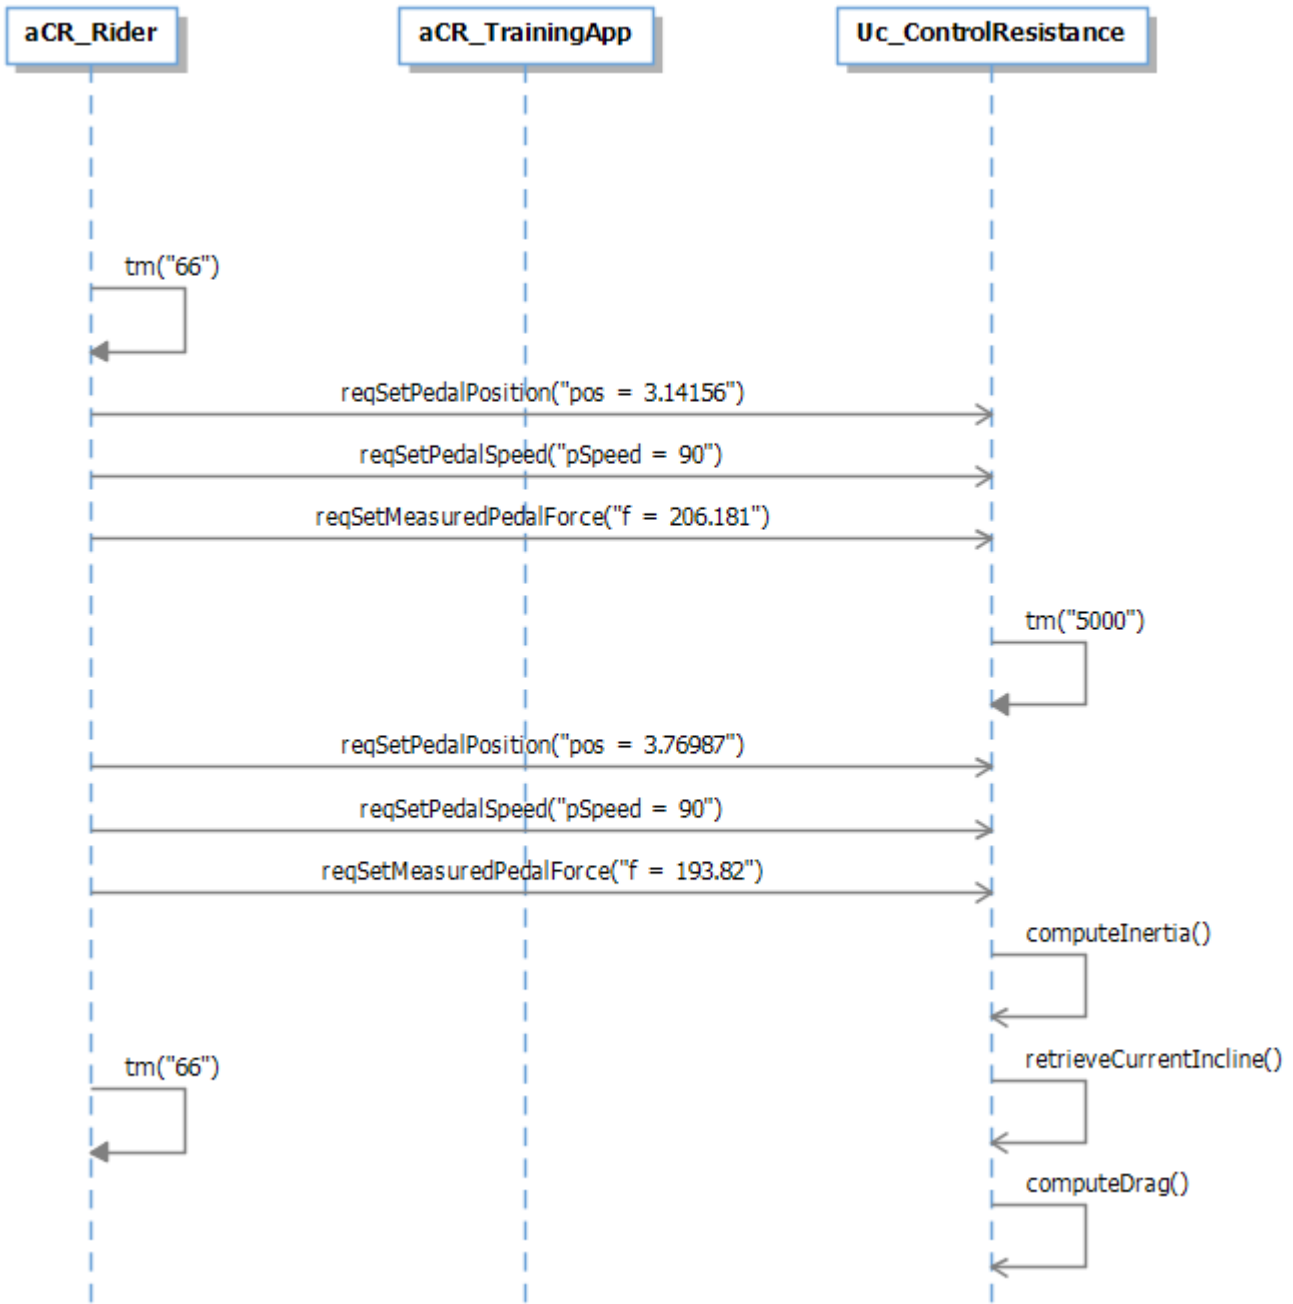 aCR_Rider
aCR_TrainingApp
Uc_ControlResistance
tm("66")
reqSetPedalPosition("pos = 3.14156")
reqSetPedalSpeed("pSpeed = 90")
reqSetMeasuredPedalForce("f = 206.181")
tm("5000")
reqSetPedalPosition("pos = 3.76987")
reqSetPedalSpeed("pSpeed = 90")
reqSetMeasuredPedalForce("f = 193.82")
computeInertia()
retrieveCurrentIncline()
tm("66")
computeDrag()